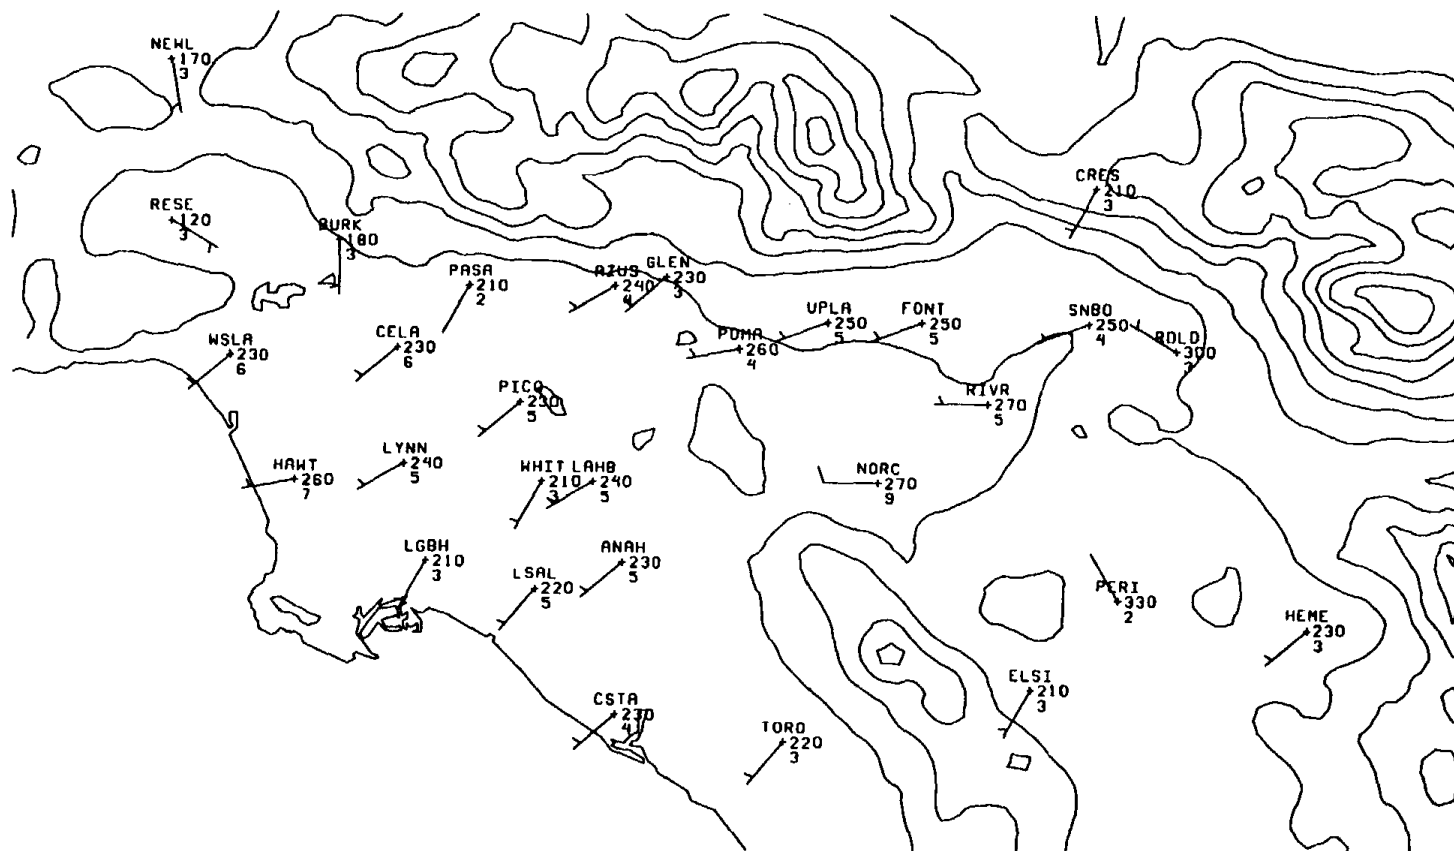 NEWL
170
3
RESE
120
3
BURK
180
3
CRES
210
3
PASA
210
2
RIUS
240
4
GLEN
230
3
WSLA
230
6
CELA
230
6
POMA
260
4
UPLA
250
5
FONT
250
5
SNBO
250
4
RDLD
300
PICO
230
5
RIVR
270
5
HAWT
260
7
LYNN
240
5
WHIT
210
3
LAHB
240
5
NORC
270
9
LGBH
210
3
LSAL
220
5
ANAH
230
5
PERI
330
2
HEME
230
3
ELSI
210
3
CSTA
230
4
TORO
220
3